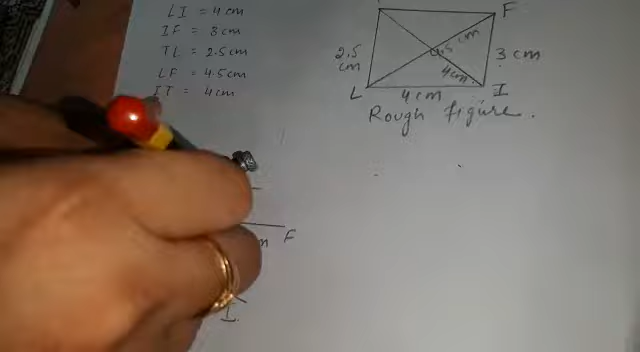 LI = 4 cm
IF = 3 cm
TL = 2.5 cm
LF = 4.5 cm
IT = 4 cm
F
2.5 cm
4.5 cm
3 cm
4 cm
L
4 cm
I
Rough figure.
F
I